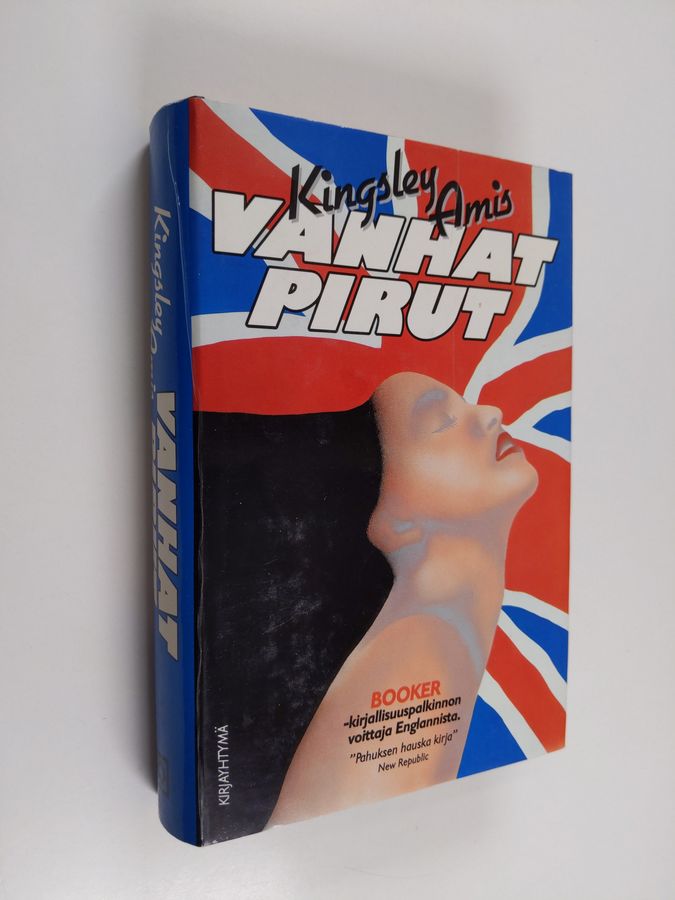 Kingsley Amis
VANHAT
PIRUT
BOOKER
-kirjallisuuspalkinnon
voittaja Englannista.
"Pahuksen hauska kirja"
New Republic
KIRJAYHTYMÄ
Kingsley Amis
VANHAT